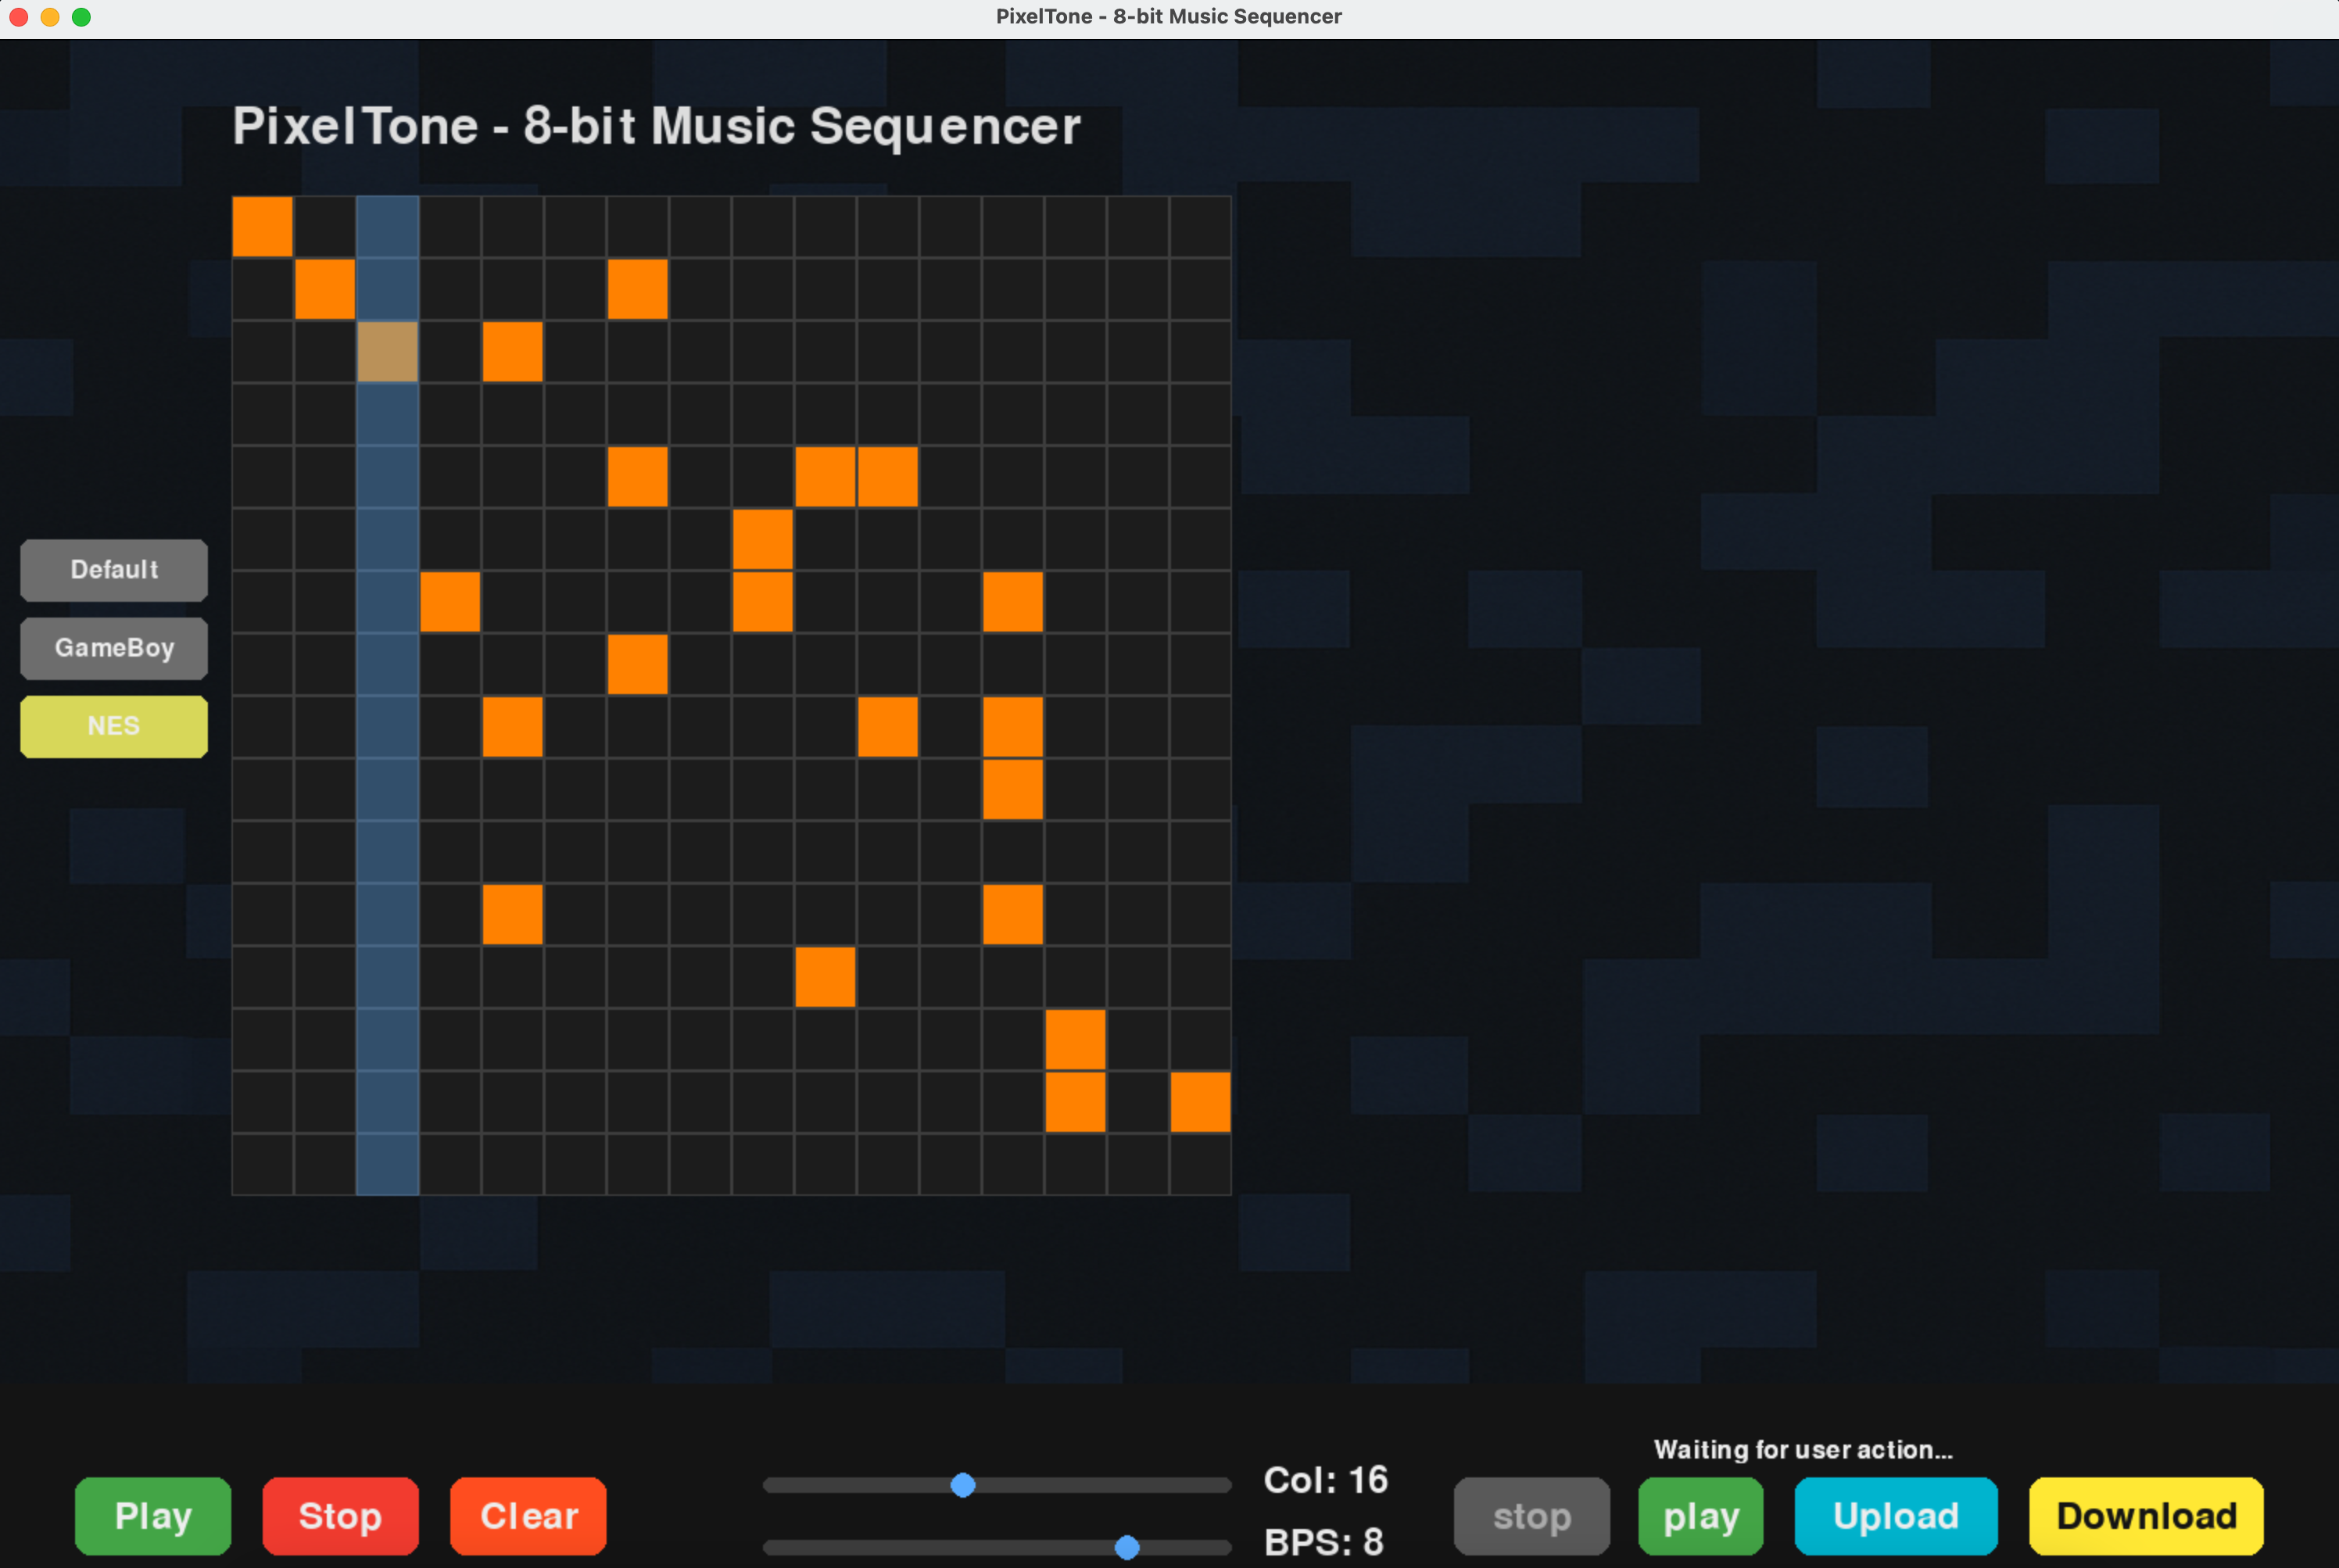 PixelTone - 8-bit Music Sequencer
PixelTone - 8-bit Music Sequencer
Default
GameBoy
NES
Waiting for user action...
Play
Stop
Clear
Col: 16
BPS: 8
stop
play
Upload
Download